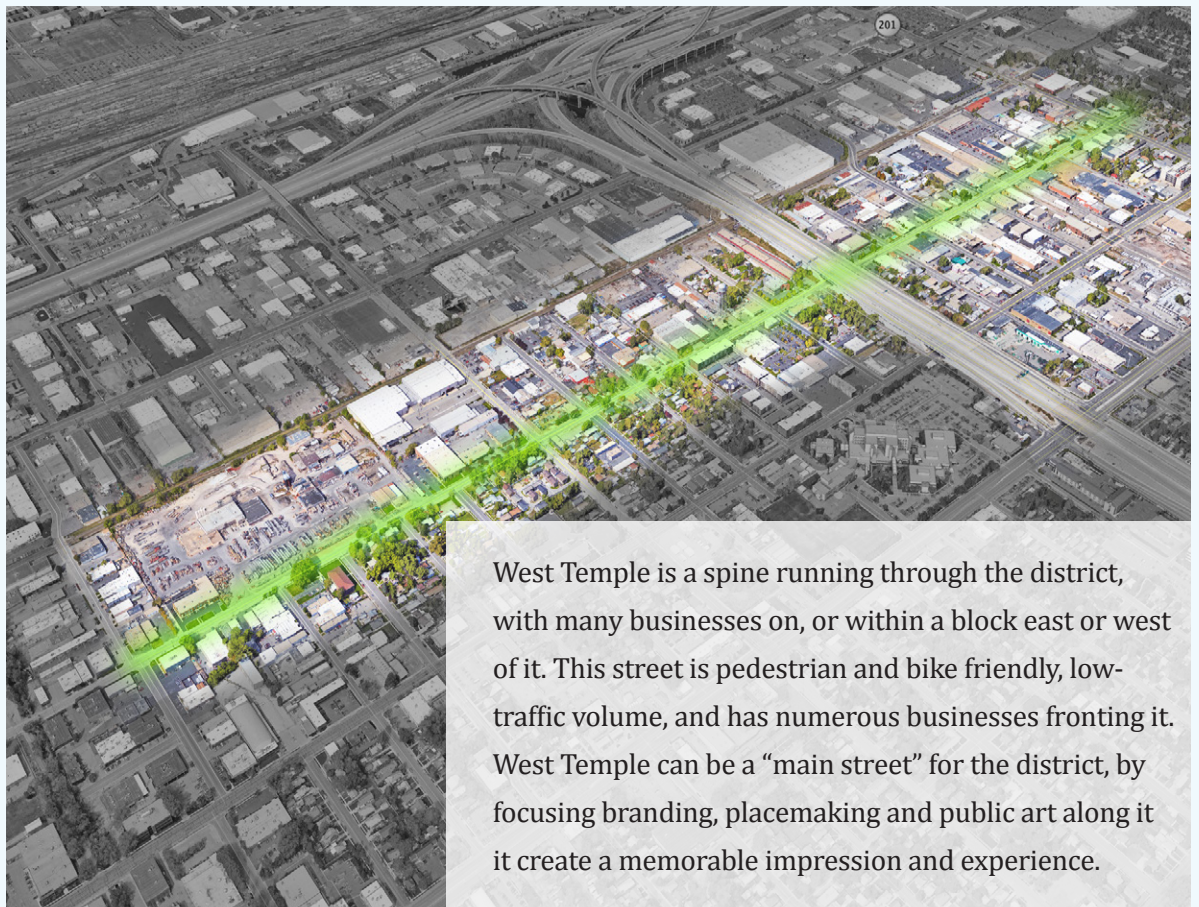 201
West Temple is a spine running through the district,
with many businesses on, or within a block east or west
of it. This street is pedestrian and bike friendly, low-
traffic volume, and has numerous businesses fronting it.
West Temple can be a “main street” for the district, by
focusing branding, placemaking and public art along it
it create a memorable impression and experience.